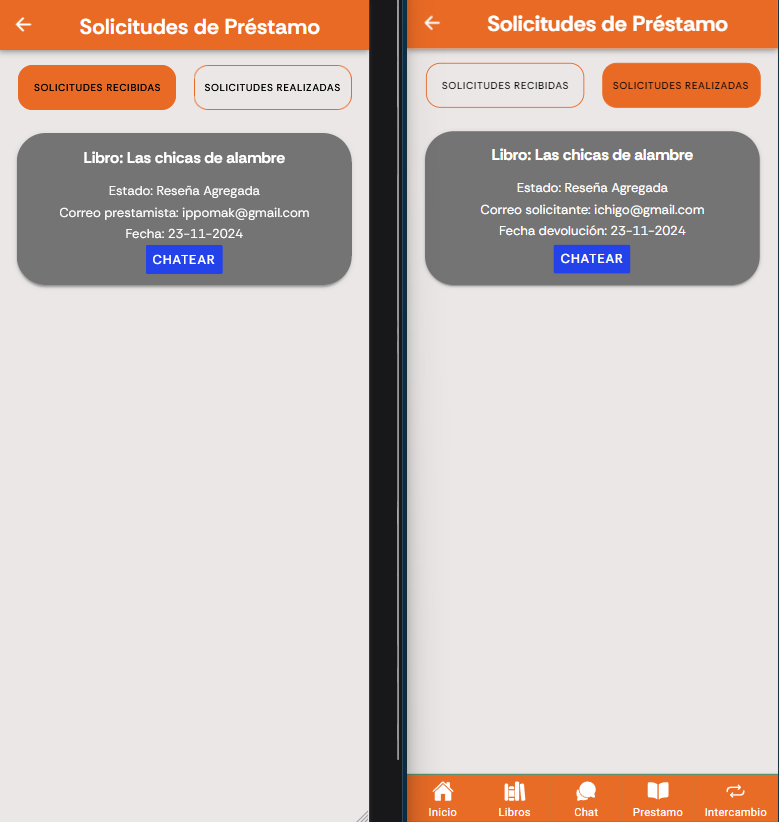 Solicitudes de Préstamo
SOLICITUDES RECIBIDAS
SOLICITUDES REALIZADAS
Libro: Las chicas de alambre
Estado: Reseña Agregada
Correo prestamista: ippomak@gmail.com
Fecha: 23-11-2024
CHATEAR
Solicitudes de Préstamo
SOLICITUDES RECIBIDAS
SOLICITUDES REALIZADAS
Libro: Las chicas de alambre
Estado: Reseña Agregada
Correo solicitante: ichigo@gmail.com
Fecha devolución: 23-11-2024
CHATEAR
Inicio
Libros
Chat
Prestamo
Intercambio